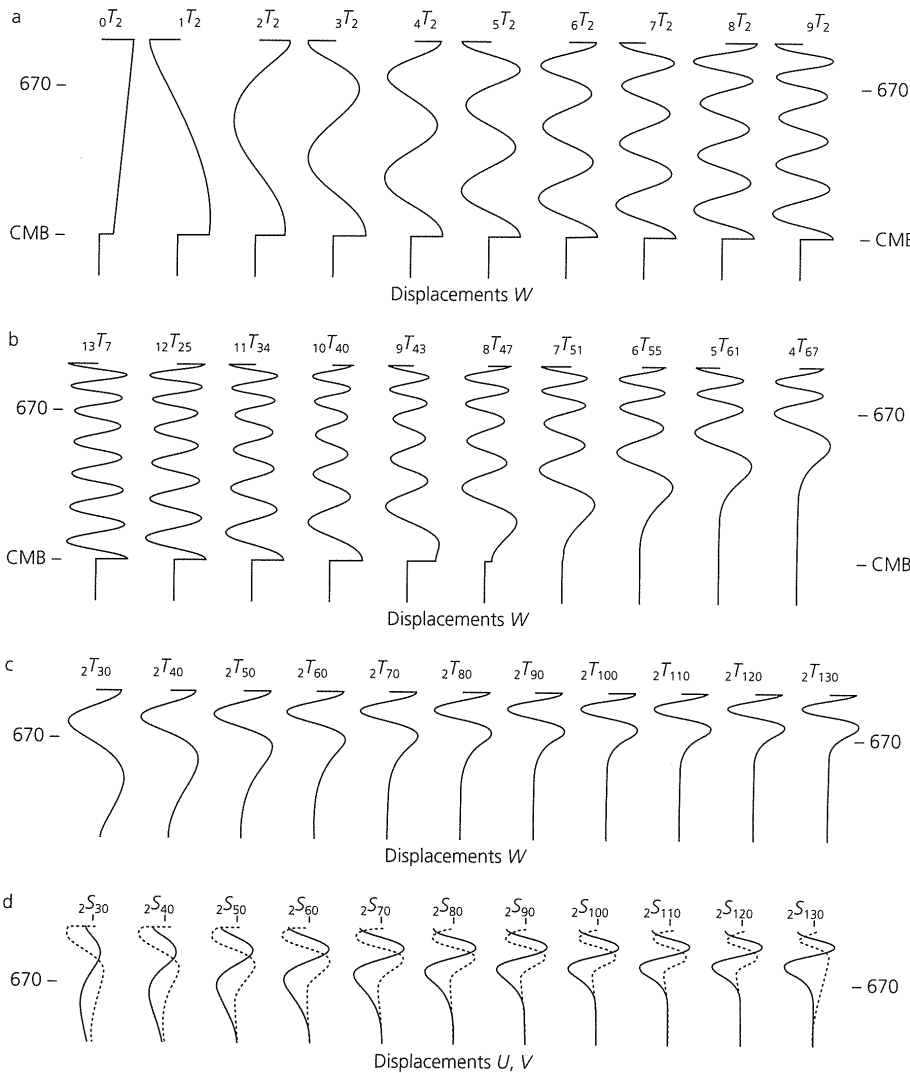 a
₀T₂ ₁T₂ ₂T₂ ₃T₂ ₄T₂ ₅T₂ ₆T₂ ₇T₂ ₈T₂ ₉T₂
670 – – 670
CMB – – CMB
Displacements W
b
₁₃T₇ ₁₂T₂₅ ₁₁T₃₄ ₁₀T₄₀ ₉T₄₃ ₈T₄₇ ₇T₅₁ ₆T₅₅ ₅T₆₁ ₄T₆₇
670 – – 670
CMB – – CMB
Displacements W
c
₂T₃₀ ₂T₄₀ ₂T₅₀ ₂T₆₀ ₂T₇₀ ₂T₈₀ ₂T₉₀ ₂T₁₀₀ ₂T₁₁₀ ₂T₁₂₀ ₂T₁₃₀
670 – – 670
Displacements W
d
₂S₃₀ ₂S₄₀ ₂S₅₀ ₂S₆₀ ₂S₇₀ ₂S₈₀ ₂S₉₀ ₂S₁₀₀ ₂S₁₁₀ ₂S₁₂₀ ₂S₁₃₀
670 – – 670
Displacements U, V